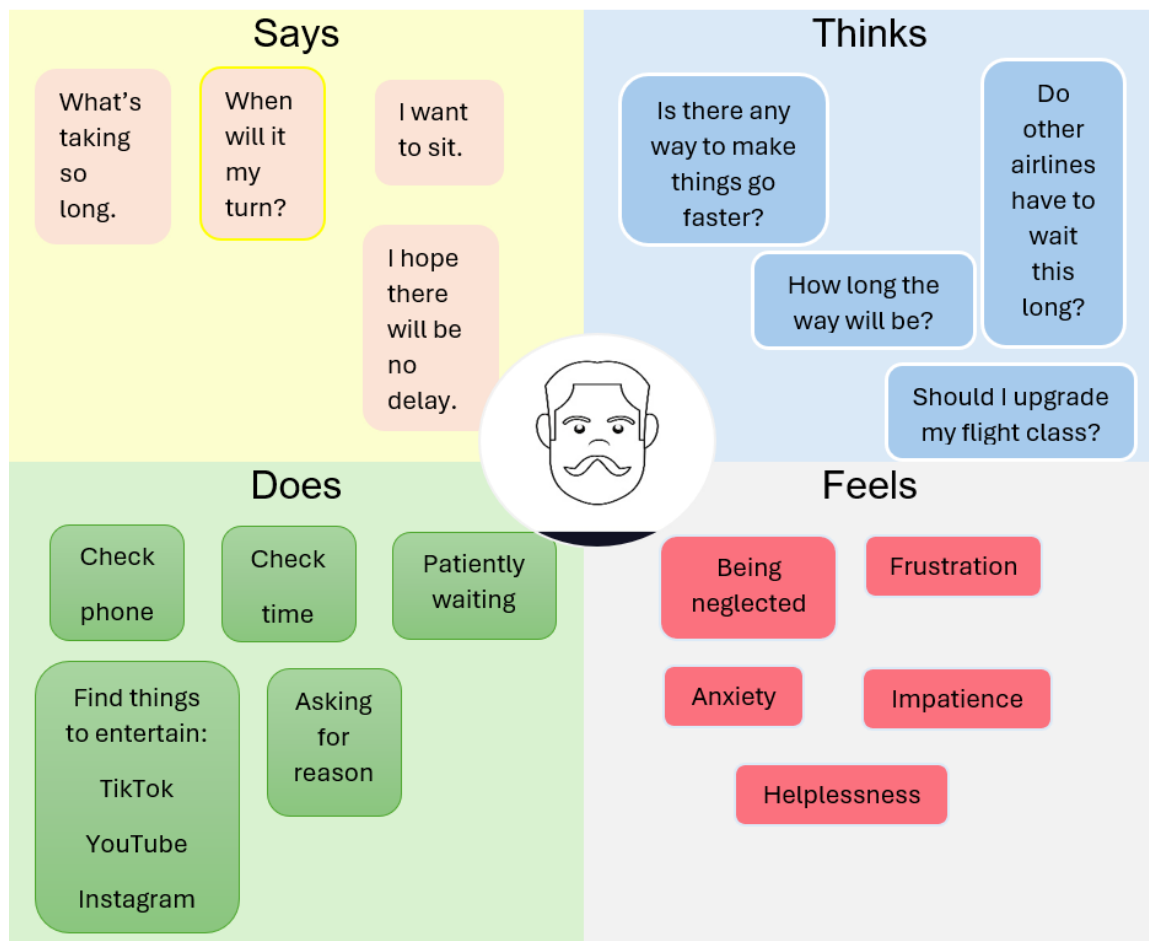 Says
What’s
taking
so
long.
When
will it
my
turn?
I want
to sit.
I hope
there
will be
no
delay.
Thinks
Is there any
way to make
things go
faster?
Do
other
airlines
have to
wait
this
long?
How long the
way will be?
Should I upgrade
my flight class?
Does
Check
phone
Check
time
Patiently
waiting
Find things
to entertain:
TikTok
YouTube
Instagram
Asking
for
reason
Feels
Being
neglected
Frustration
Anxiety
Impatience
Helplessness